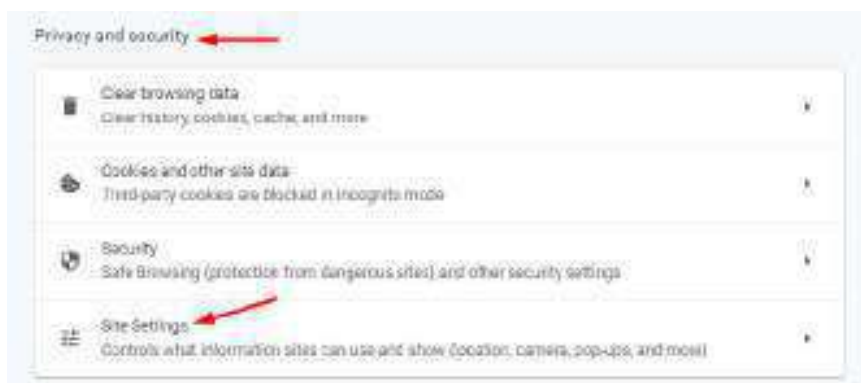 Privacy and security
Clear browsing data
Clear history, cookies, cache, and more
Cookies and other site data
Third-party cookies are blocked in Incognito mode
Security
Safe Browsing (protection from dangerous sites) and other security settings
Site Settings
Controls what information sites can use and show (location, camera, pop-ups, and more)